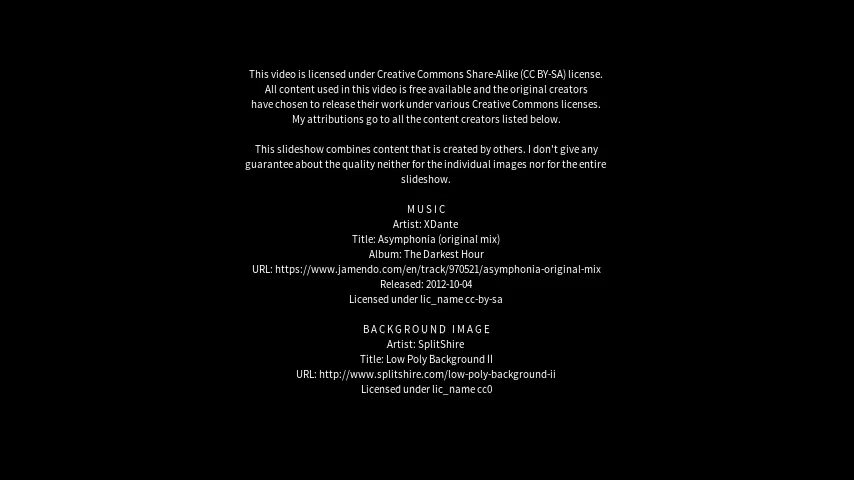 This video is licensed under Creative Commons Share-Alike (CC BY-SA) license.
All content used in this video is free available and the original creators
have chosen to release their work under various Creative Commons licenses.
My attributions go to all the content creators listed below.
This slideshow combines content that is created by others. I don't give any
guarantee about the quality neither for the individual images nor for the entire
slideshow.
M U S I C
Artist: XDante
Title: Asymphonia (original mix)
Album: The Darkest Hour
URL: https://www.jamendo.com/en/track/970521/asymphonia-original-mix
Released: 2012-10-04
Licensed under lic_name cc-by-sa
B A C K G R O U N D   I M A G E
Artist: SplitShire
Title: Low Poly Background II
URL: http://www.splitshire.com/low-poly-background-ii
Licensed under lic_name cc0